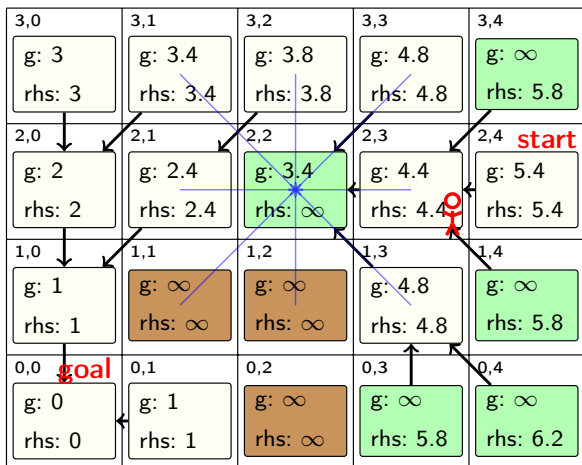 3,0 3,1 3,2 3,3 3,4
g: 3 g: 3.4 g: 3.8 g: 4.8 g: ∞
rhs: 3 rhs: 3.4 rhs: 3.8 rhs: 4.8 rhs: 5.8
2,0 2,1 2,2 2,3 2,4 start
g: 2 g: 2.4 g: 3.4 g: 4.4 g: 5.4
rhs: 2 rhs: 2.4 rhs: ∞ rhs: 4.4 rhs: 5.4
1,0 1,1 1,2 1,3 1,4
g: 1 g: ∞ g: ∞ g: 4.8 g: ∞
rhs: 1 rhs: ∞ rhs: ∞ rhs: 4.8 rhs: 5.8
0,0 goal 0,1 0,2 0,3 0,4
g: 0 g: 1 g: ∞ g: ∞ g: ∞
rhs: 0 rhs: 1 rhs: ∞ rhs: 5.8 rhs: 6.2